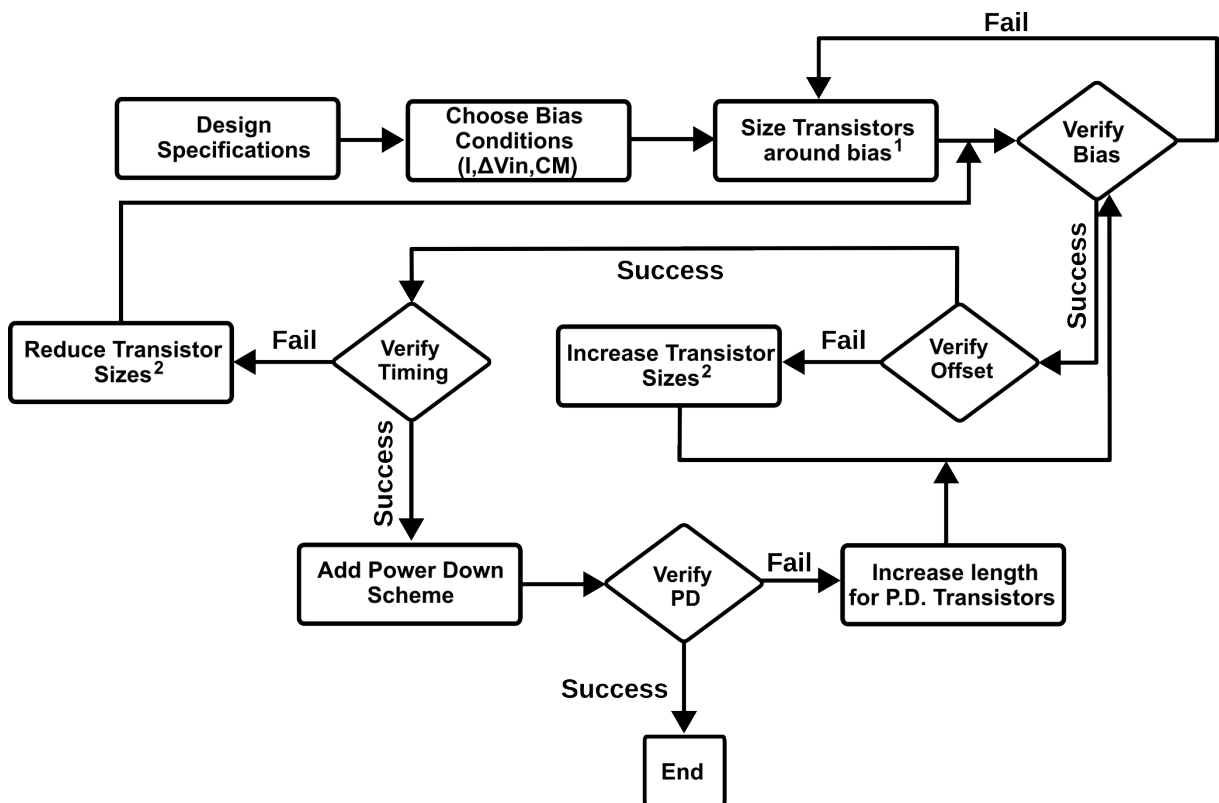 Fail
Design
Specifications
Choose Bias
Conditions
(I,ΔVin,CM)
Size Transistors
around bias¹
Verify
Bias
Success
Success
Reduce Transistor
Sizes²
Fail
Verify
Timing
Increase Transistor
Sizes²
Fail
Verify
Offset
Success
Add Power Down
Scheme
Verify
PD
Fail
Increase length
for P.D. Transistors
Success
End